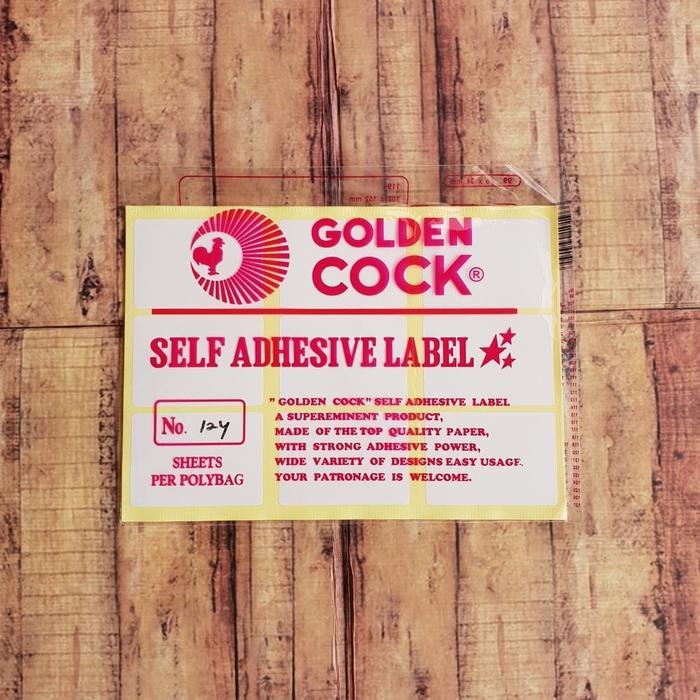 GOLDEN
COCK®
SELF ADHESIVE LABEL
No. 124
SHEETS
PER POLYBAG
"GOLDEN COCK" SELF ADHESIVE LABEL
A SUPEREMINENT PRODUCT,
MADE OF THE TOP QUALITY PAPER,
WITH STRONG ADHESIVE POWER,
WIDE VARIETY OF DESIGNS EASY USAGE.
YOUR PATRONAGE IS WELCOME.